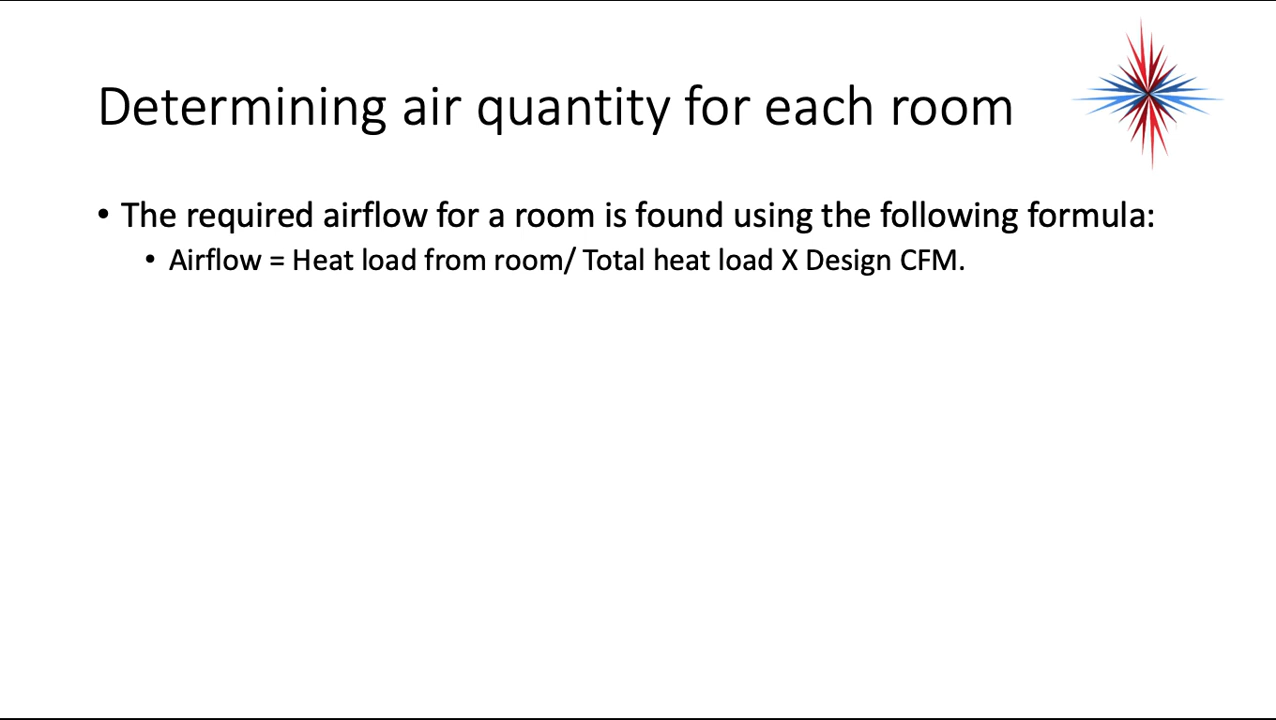 Determining air quantity for each room
• The required airflow for a room is found using the following formula:
• Airflow = Heat load from room/ Total heat load X Design CFM.